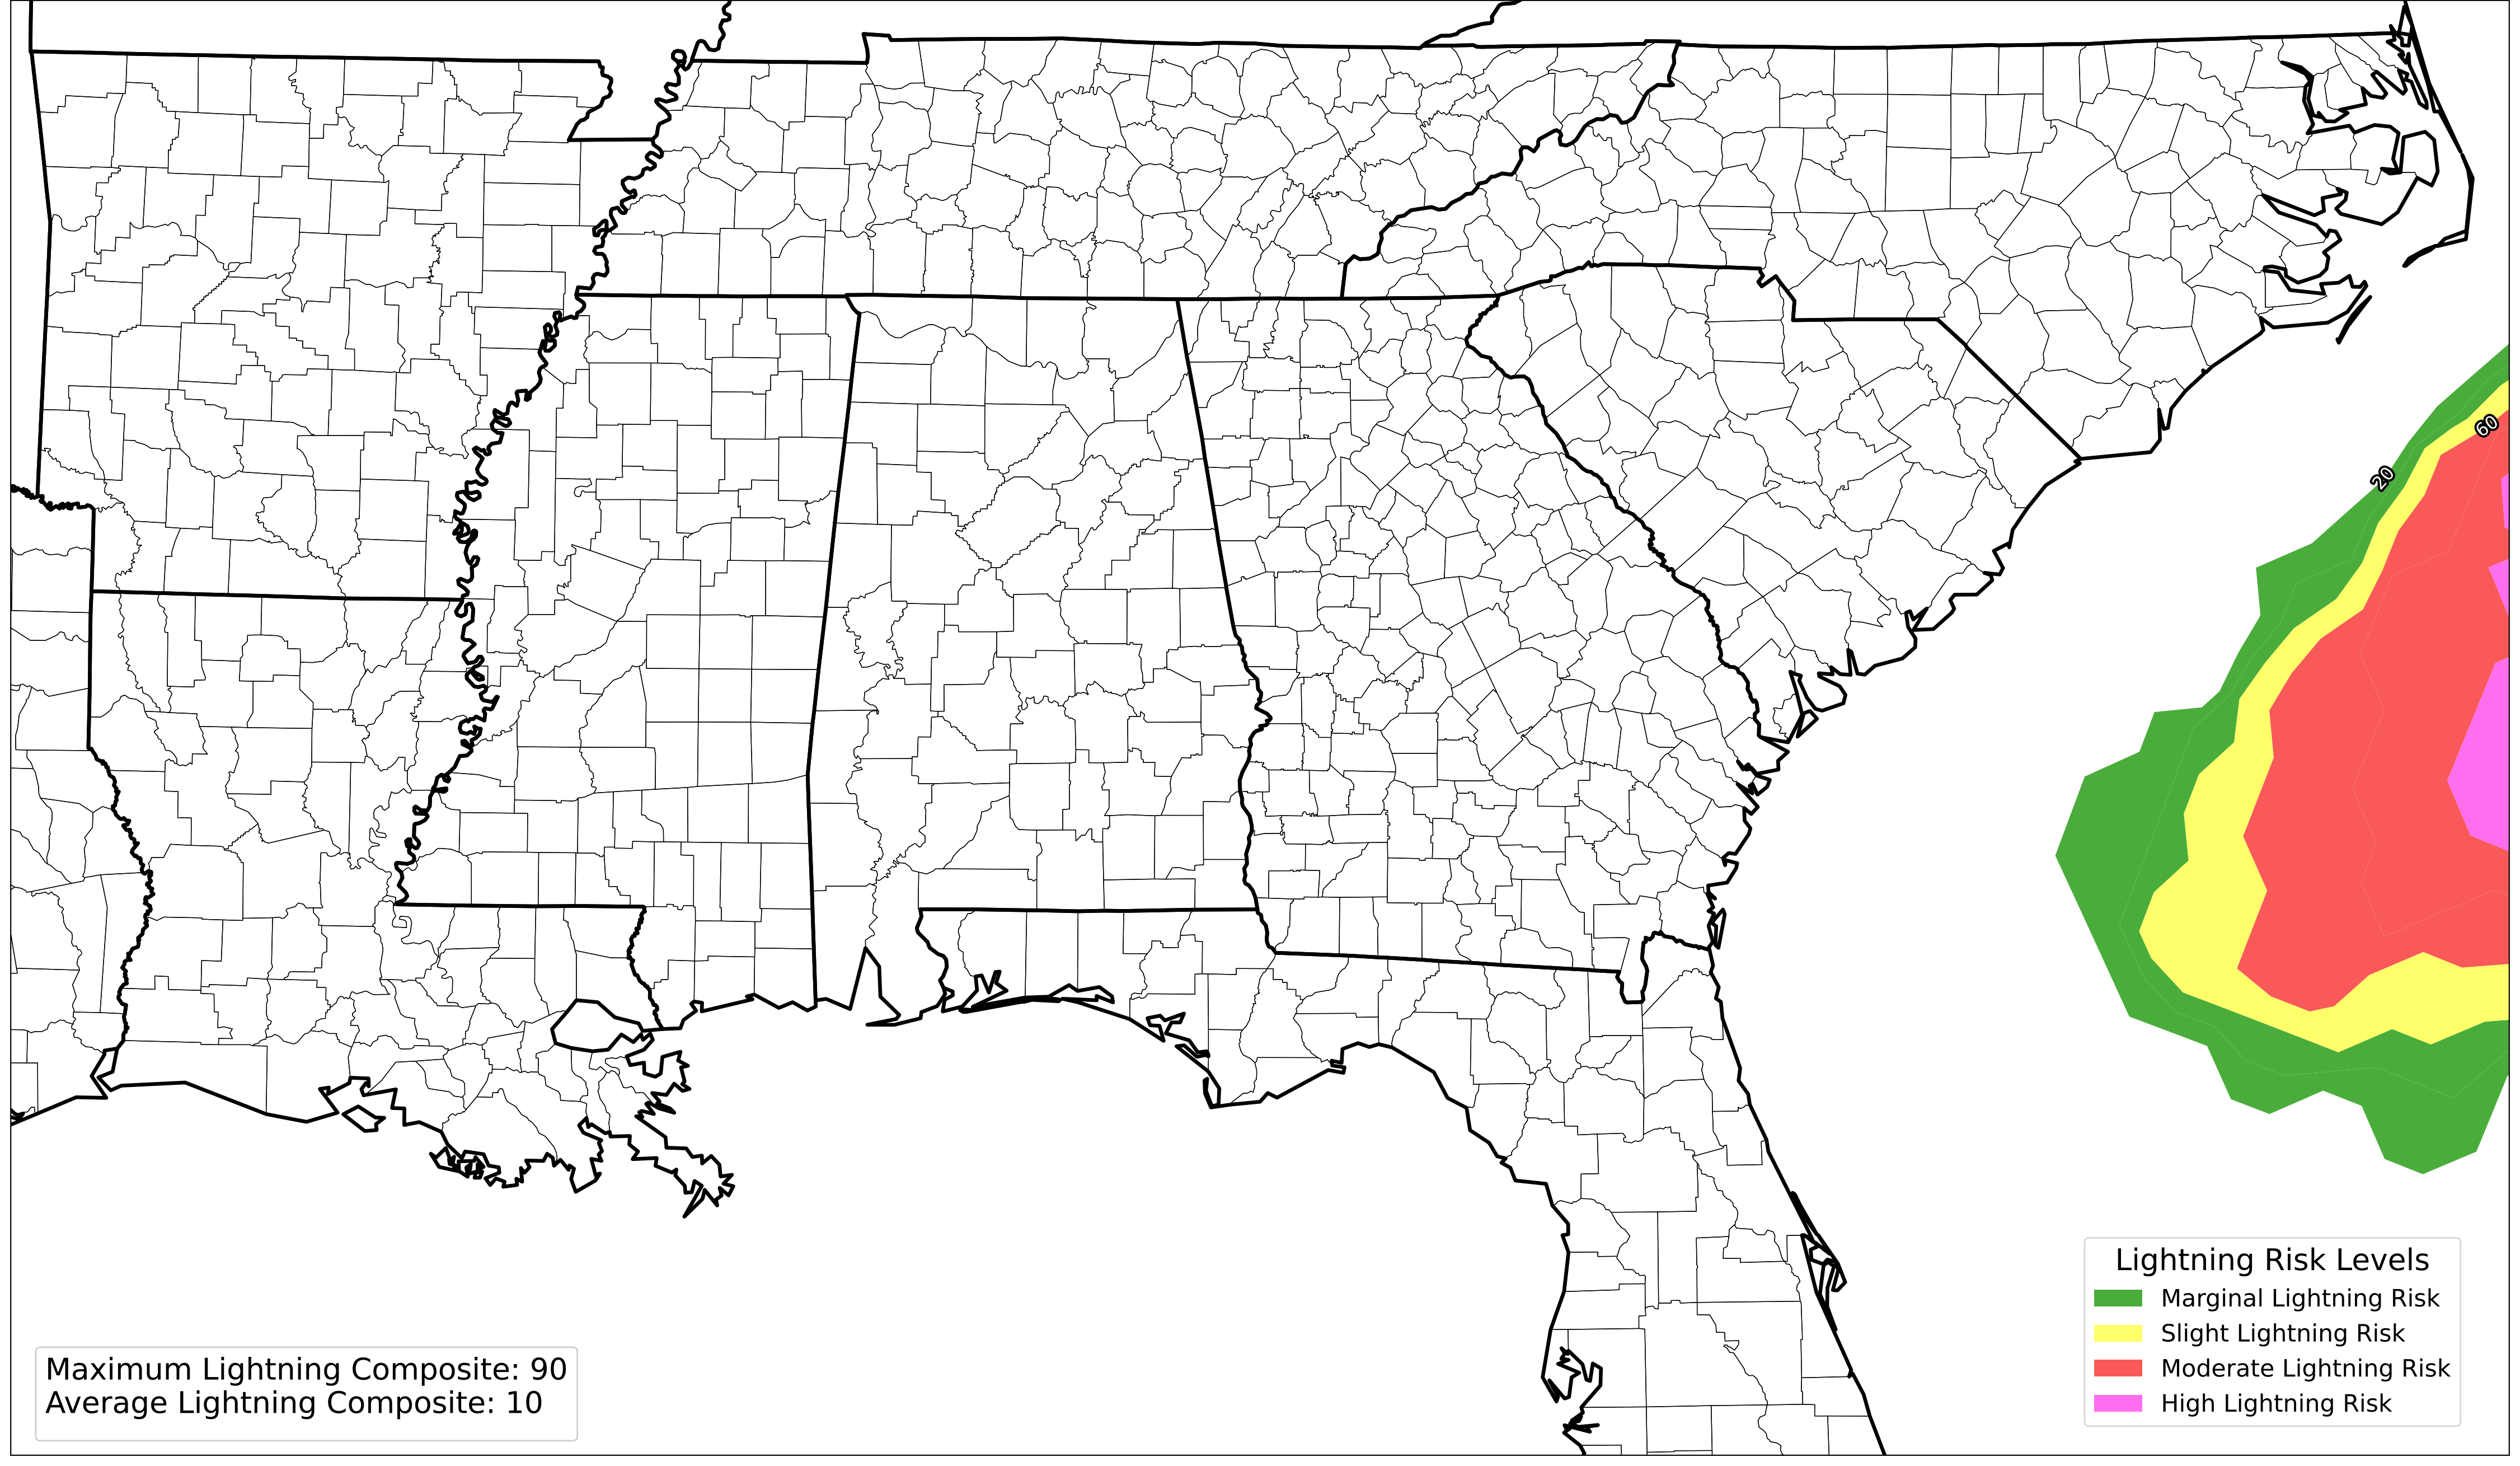 60
20
Lightning Risk Levels
Marginal Lightning Risk
Slight Lightning Risk
Moderate Lightning Risk
High Lightning Risk
Maximum Lightning Composite: 90
Average Lightning Composite: 10